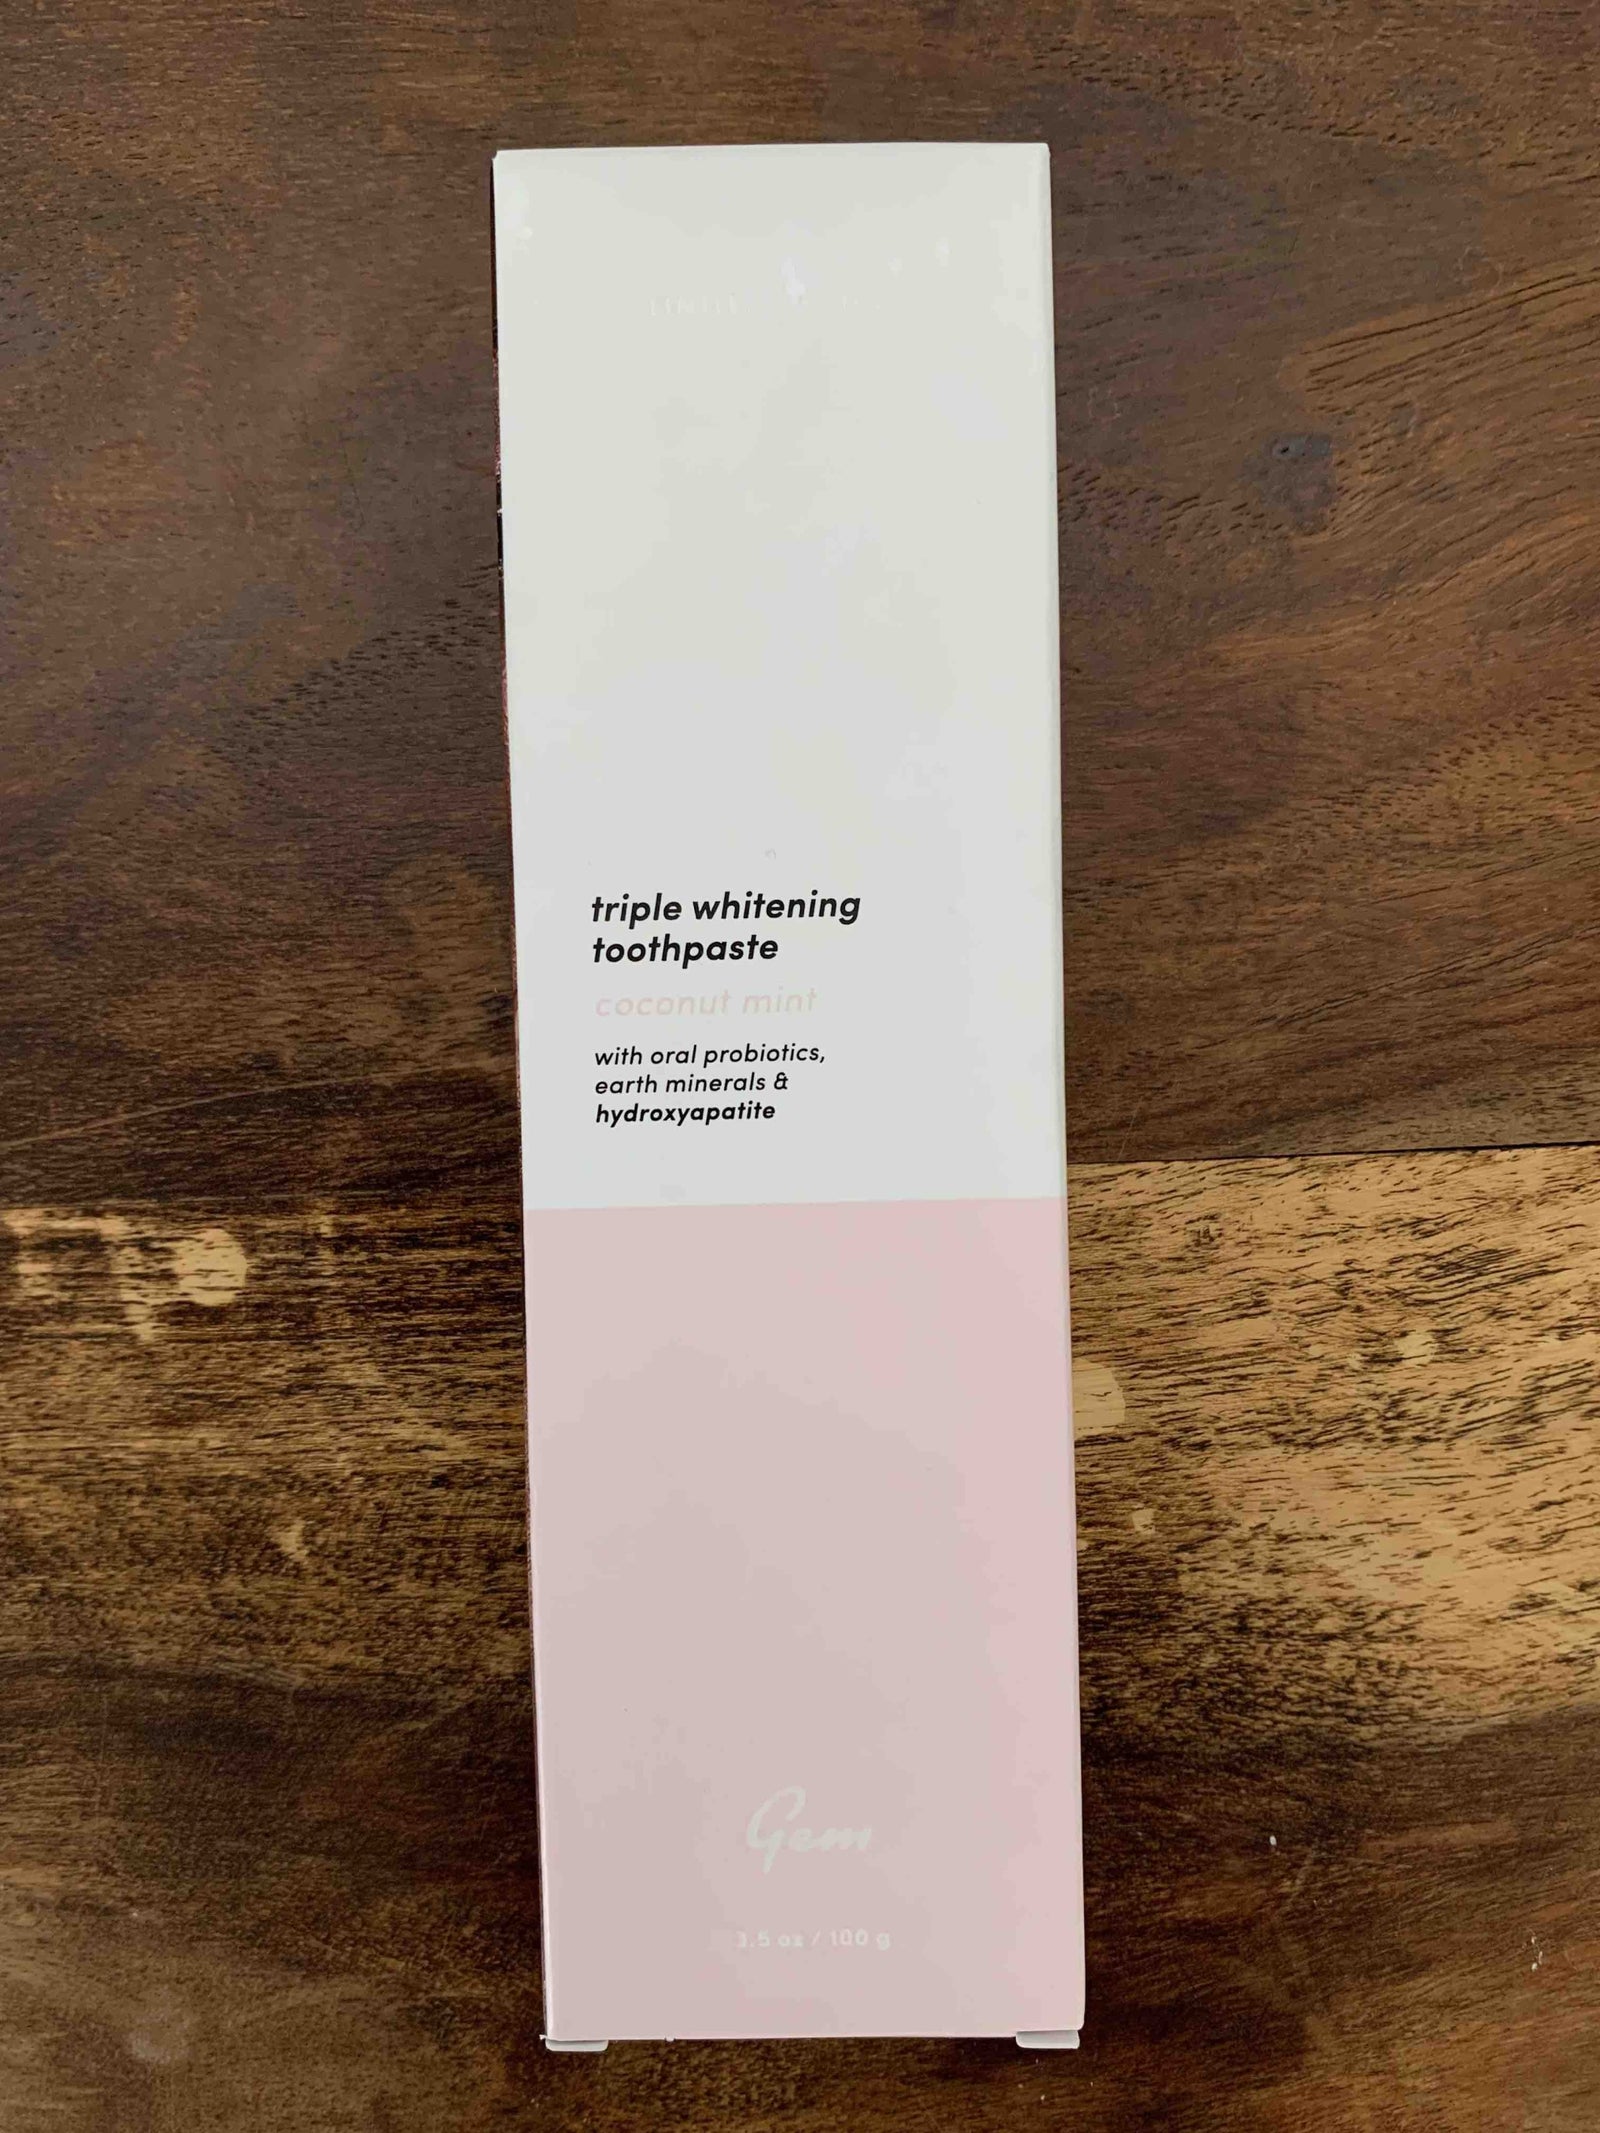 triple whitening
toothpaste
coconut mint
with oral probiotics,
earth minerals &
hydroxyapatite
Gem
3.5 oz / 100 g